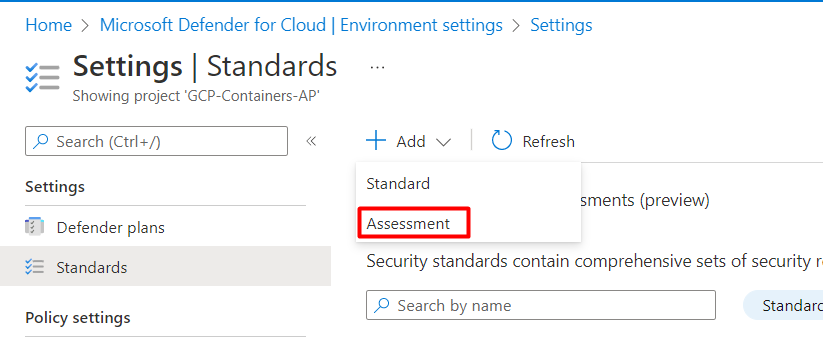 Home > Microsoft Defender for Cloud | Environment settings > Settings
Settings | Standards ...
Showing project 'GCP-Containers-AP'
Search (Ctrl+/) «
Add Refresh
Settings
Standard
sments (preview)
Defender plans
Assessment
Standards
Security standards contain comprehensive sets of security r
Search by name
Standard
Policy settings